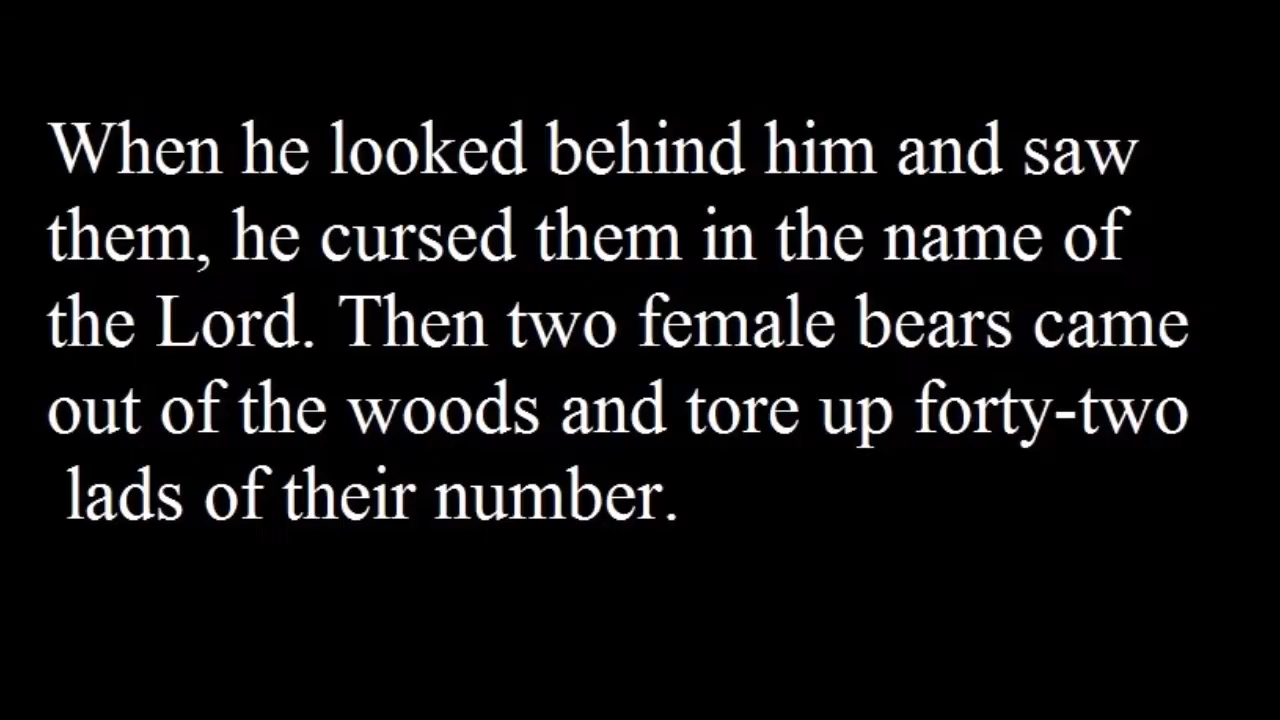 When he looked behind him and saw
them, he cursed them in the name of
the Lord. Then two female bears came
out of the woods and tore up forty-two
lads of their number.